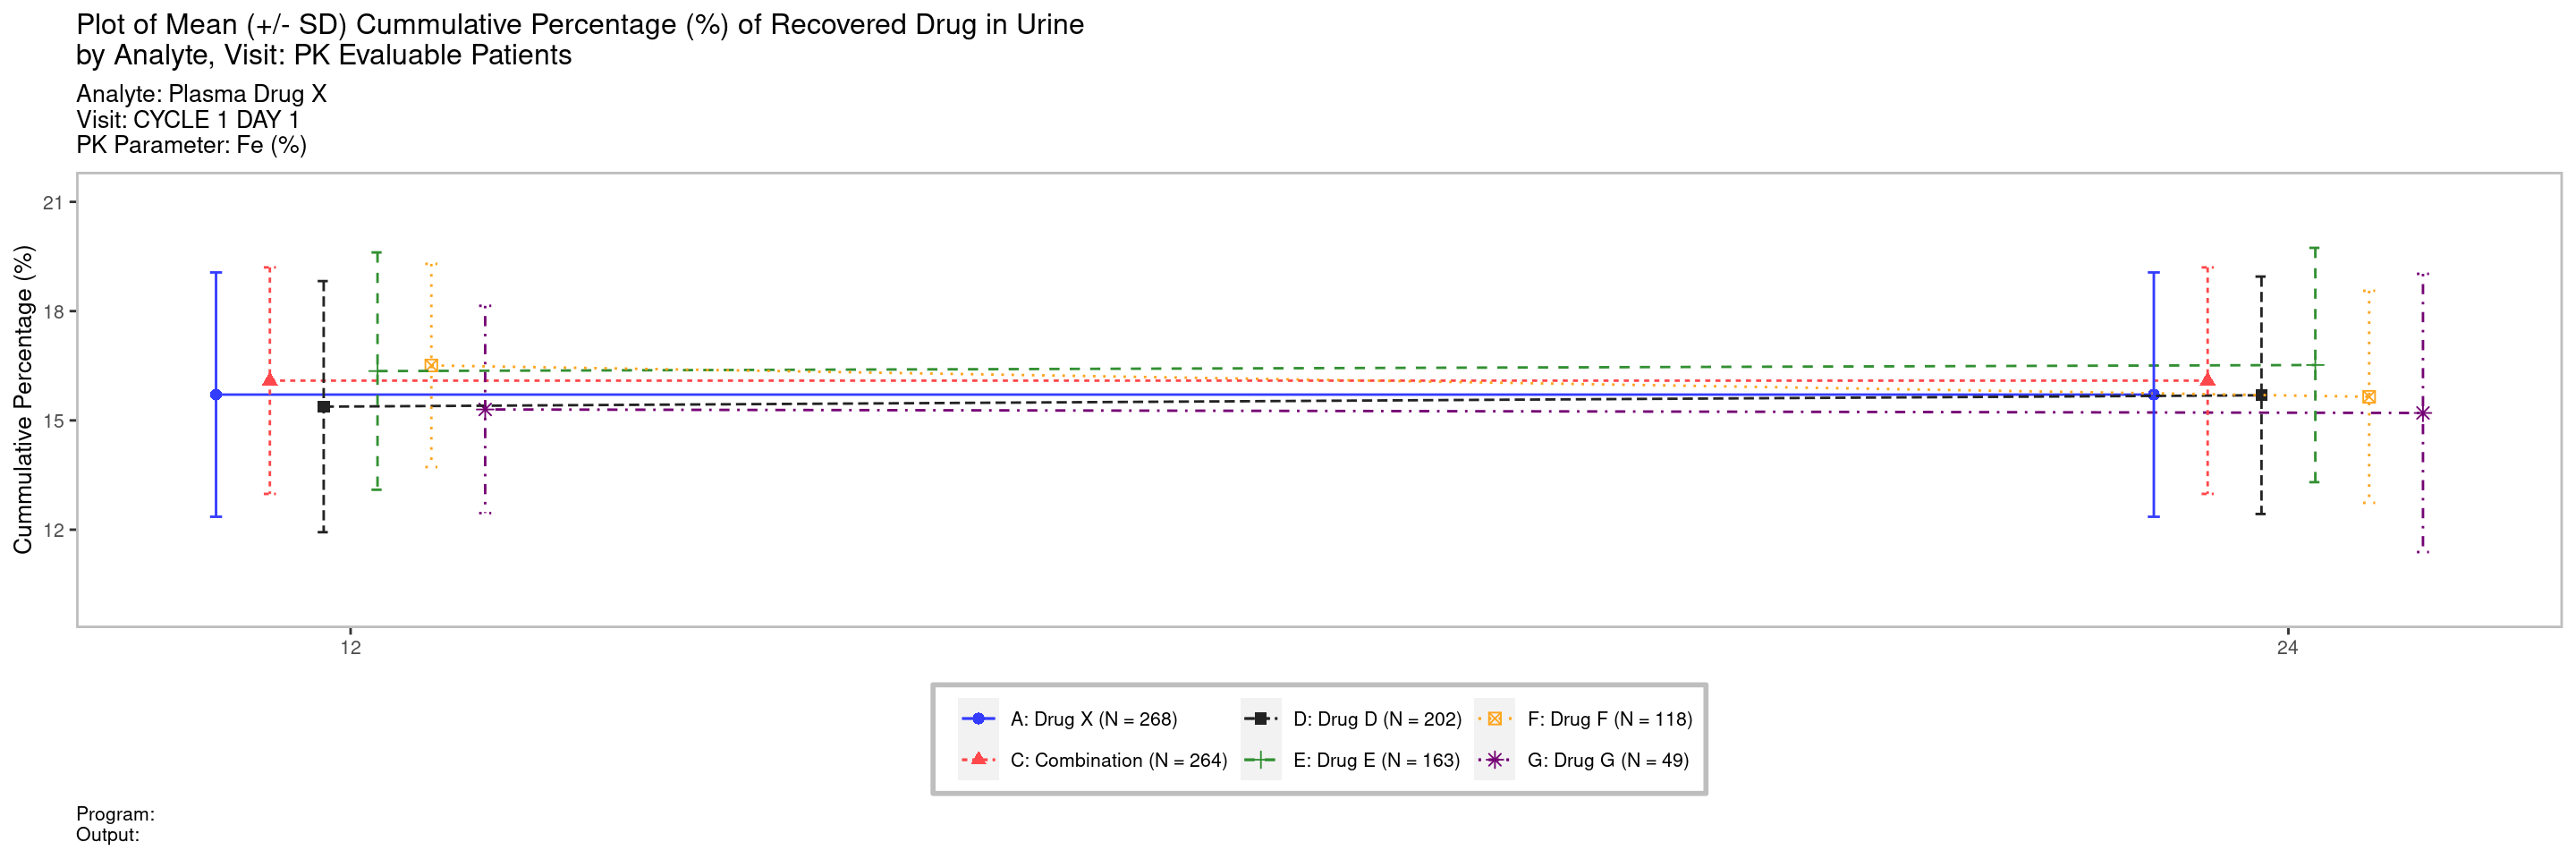 Plot of Mean (+/- SD) Cummulative Percentage (%) of Recovered Drug in Urine
by Analyte, Visit: PK Evaluable Patients
Analyte: Plasma Drug X
Visit: CYCLE 1 DAY 1
PK Parameter: Fe (%)
Cummulative Percentage (%)
21
18
15
12
12
24
A: Drug X (N = 268)
D: Drug D (N = 202)
F: Drug F (N = 118)
C: Combination (N = 264)
E: Drug E (N = 163)
G: Drug G (N = 49)
Program:
Output: